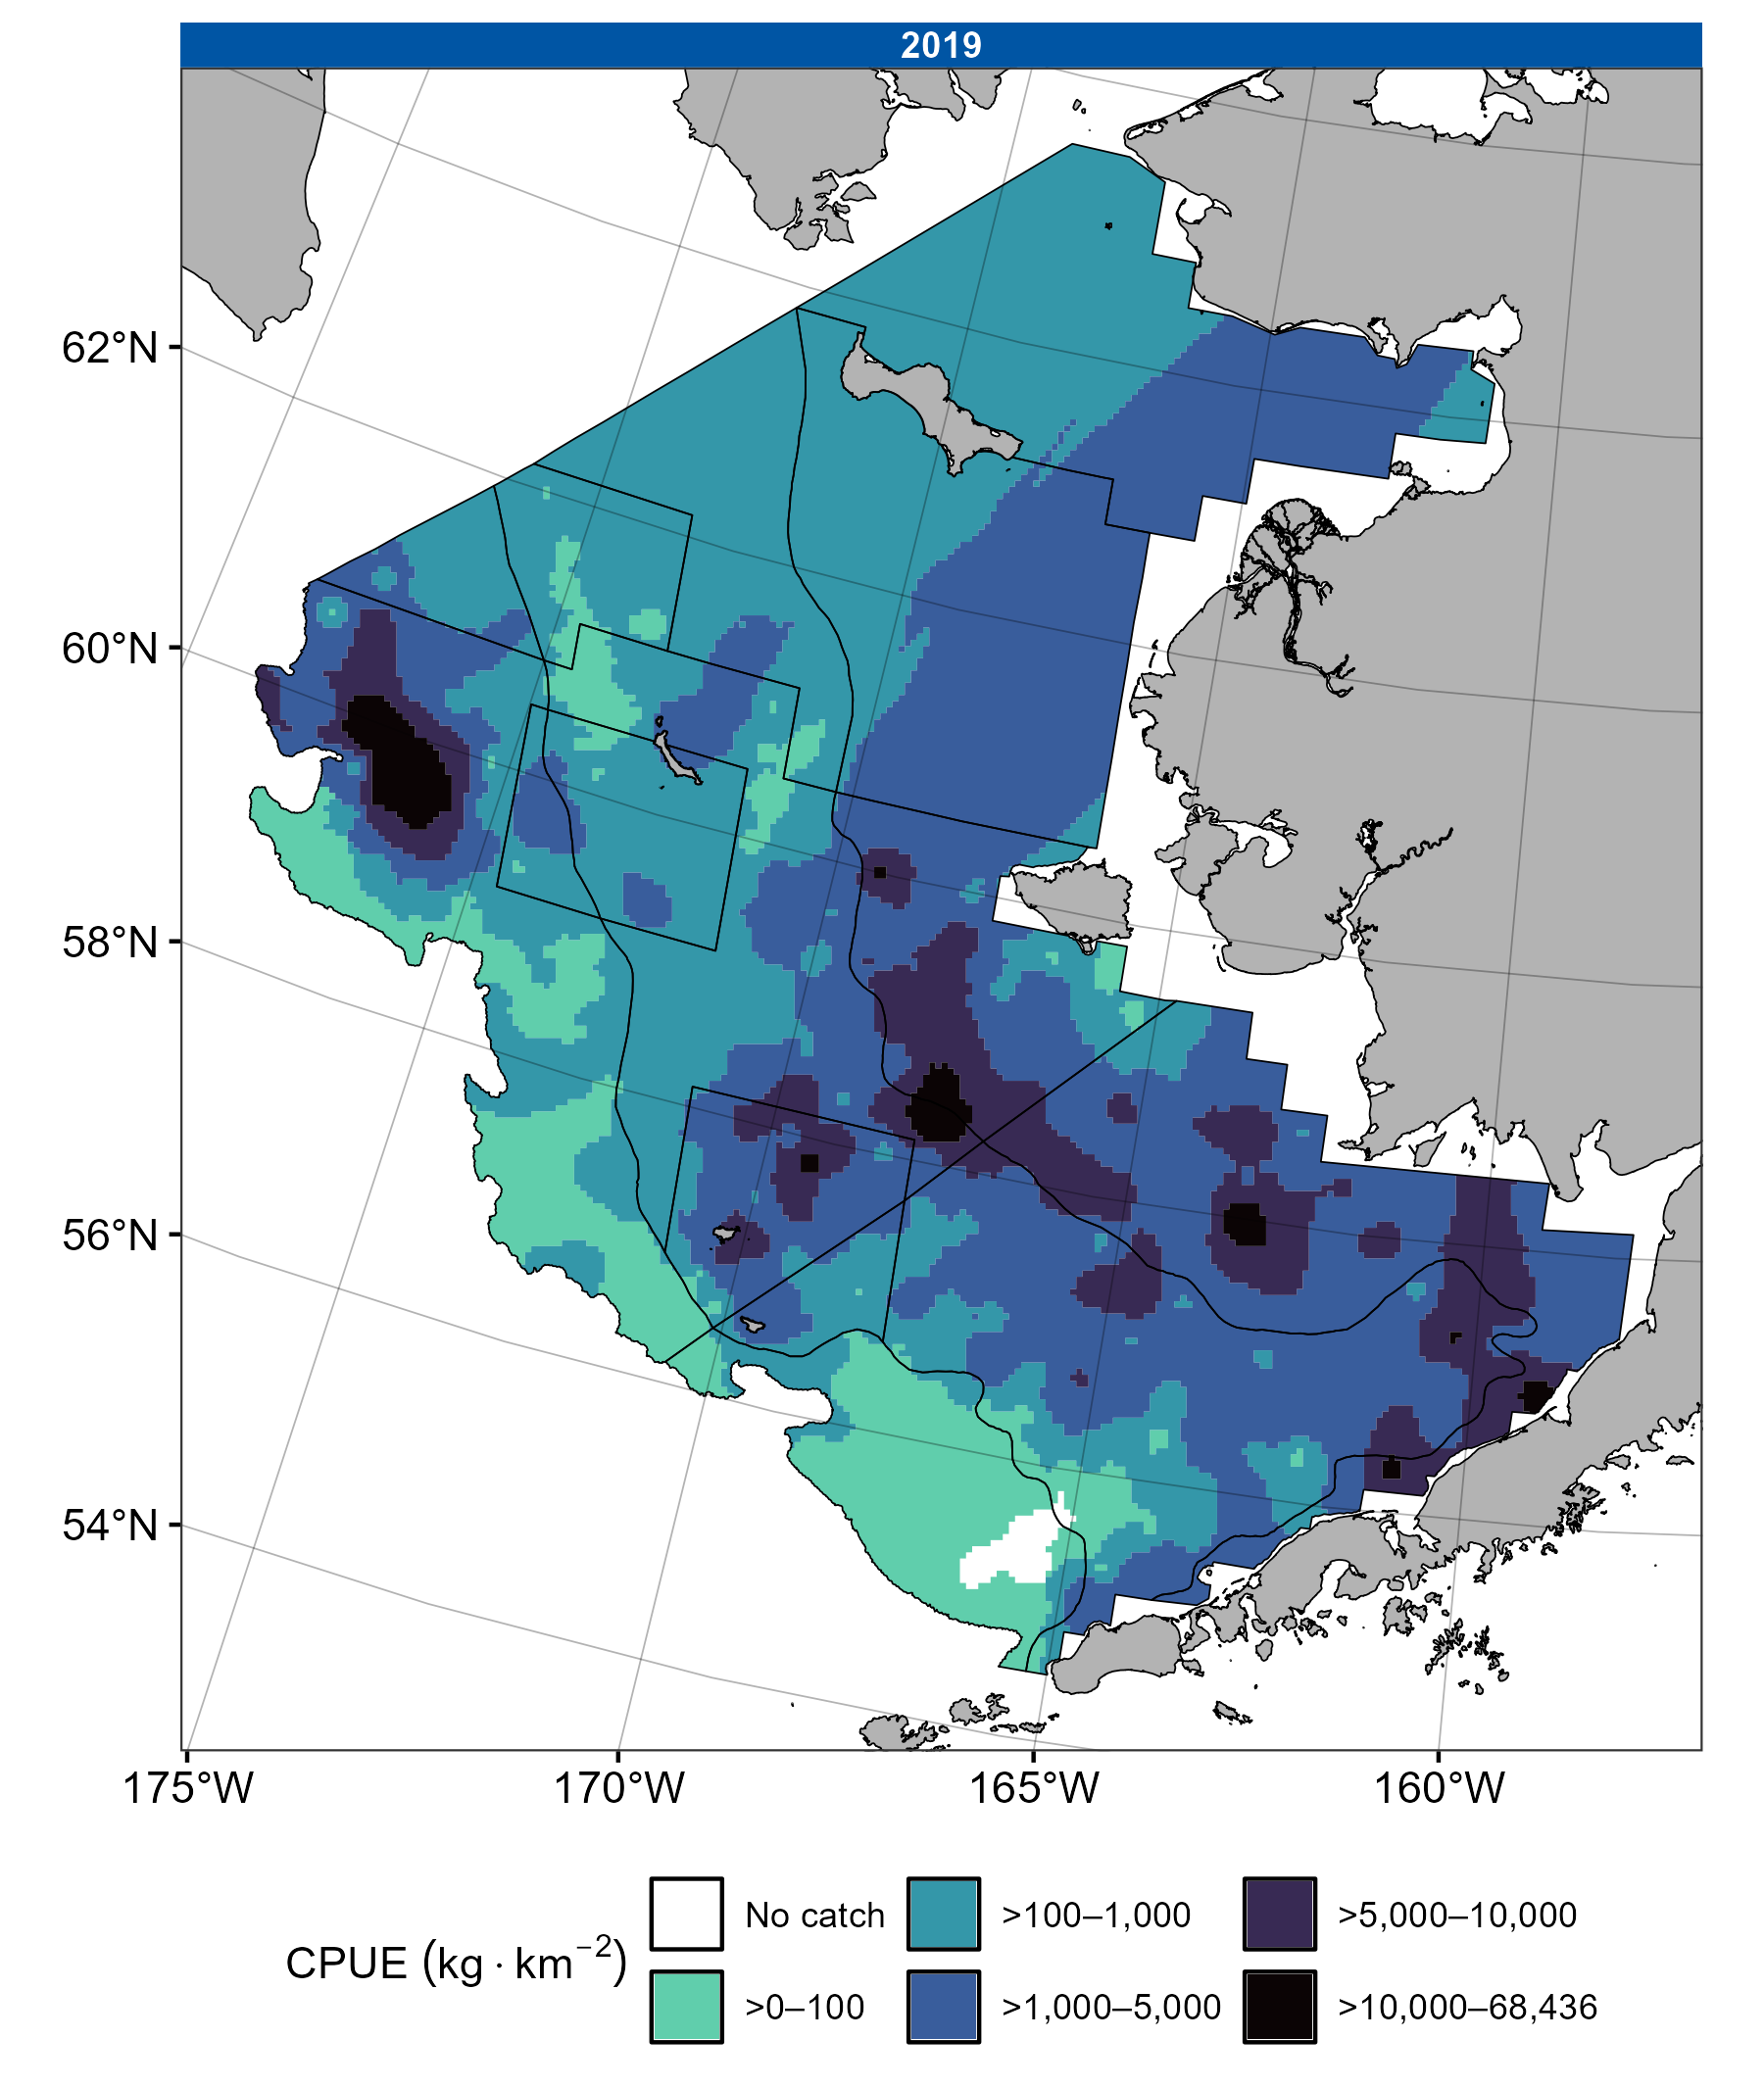 2019
62°N
60°N
58°N
56°N
54°N
175°W 170°W 165°W 160°W
CPUE (kg · km⁻²)
No catch >100–1,000 >5,000–10,000
>0–100 >1,000–5,000 >10,000–68,436